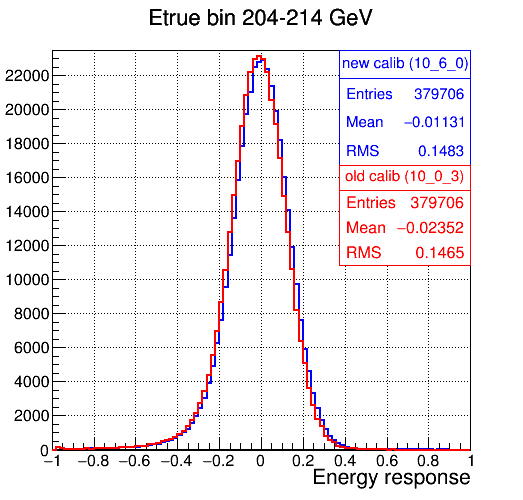 Etrue bin 204-214 GeV
new calib (10_6_0)
Entries 379706
Mean −0.01131
RMS 0.1483
old calib (10_0_3)
Entries 379706
Mean −0.02352
RMS 0.1465
22000
20000
18000
16000
14000
12000
10000
8000
6000
4000
2000
0
−1 −0.8 −0.6 −0.4 −0.2 0 0.2 0.4 0.6 0.8 1
Energy response